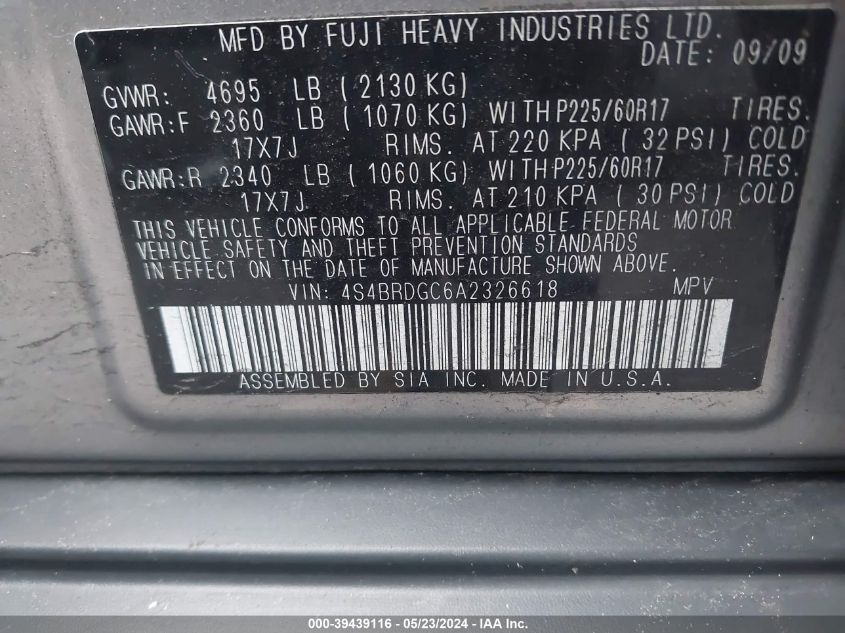 MFD BY FUJI HEAVY INDUSTRIES LTD.
DATE: 09/09
GVWR: 4695 LB ( 2130 KG)
GAWR:F 2360 LB ( 1070 KG) WITH P225/60R17 TIRES.
17X7J RIMS. AT 220 KPA ( 32 PSI) COLD
GAWR:R 2340 LB ( 1060 KG) WITH P225/60R17 TIRES.
17X7J. RIMS. AT 210 KPA ( 30 PSI) COLD
THIS VEHICLE CONFORMS TO ALL APPLICABLE FEDERAL MOTOR
VEHICLE SAFETY AND THEFT PREVENTION STANDARDS
IN EFFECT ON THE DATE OF MANUFACTURE SHOWN ABOVE.
VIN: 4S4BRDGC6A2326618 MPV
ASSEMBLED BY SIA INC. MADE IN U.S.A.
000-39439116 - 05/23/2024 - IAA Inc.